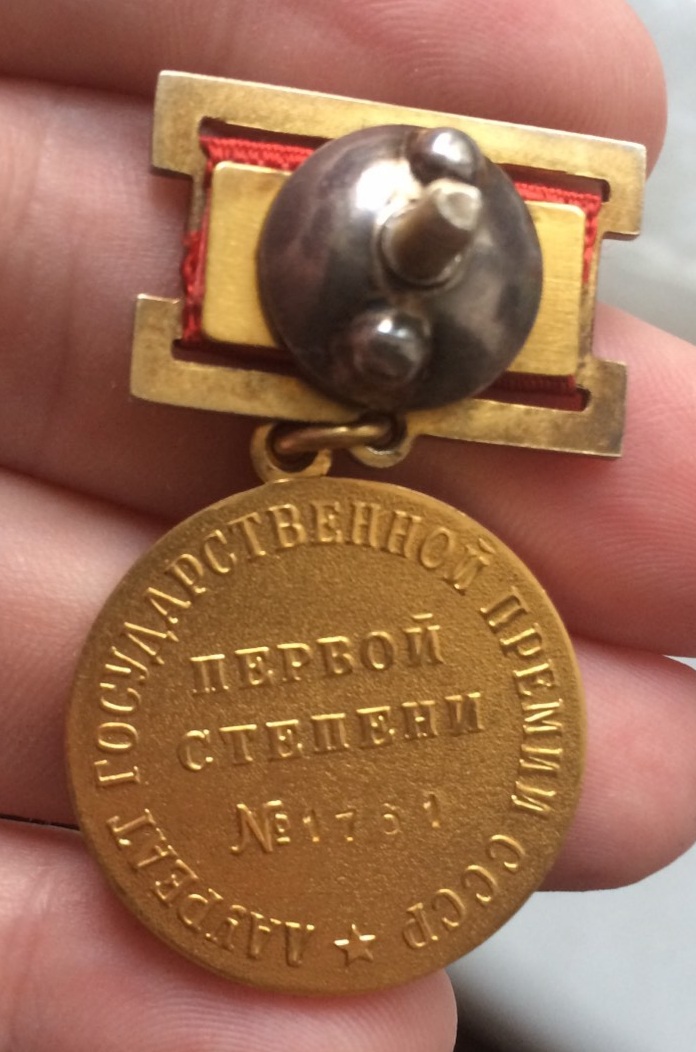 ЛАУРЕАТ ГОСУДАРСТВЕННОЙ ПРЕМИИ СССР
ПЕРВОЙ
СТЕПЕНИ
№1761